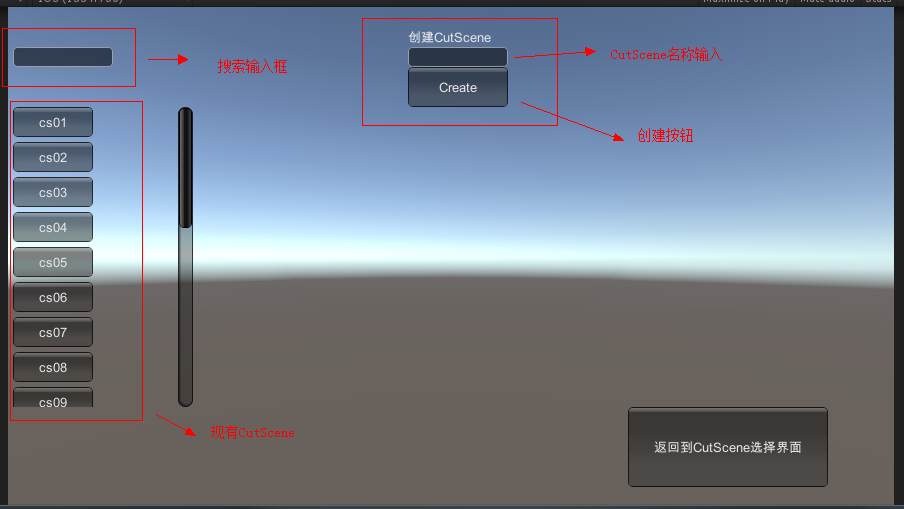 创建CutScene
CutScene名称输入
搜索输入框
Create
cs01
创建按钮
cs02
cs03
cs04
cs05
cs06
cs07
cs08
cs09
现有CutScene
返回到CutScene选择界面